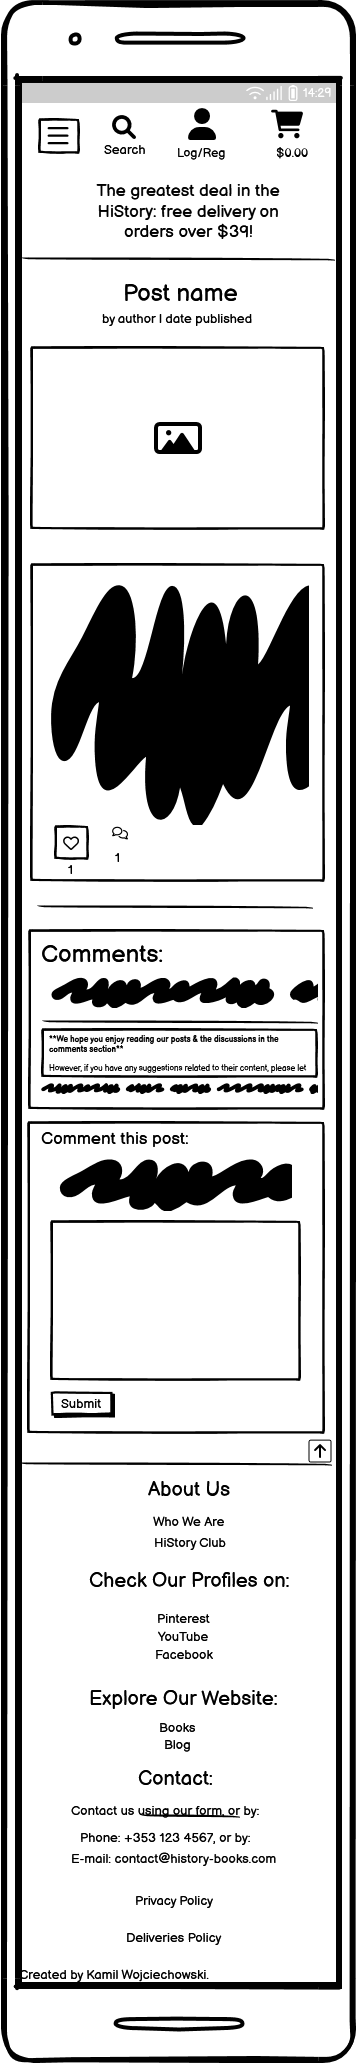 14:29
Search
Log/Reg
$0.00
The greatest deal in the
HiStory: free delivery on
orders over $39!
Post name
by author | date published
1
1
Comments:
**We hope you enjoy reading our posts & the discussions in the
comments section**
However, if you have any suggestions related to their content, please let
Comment this post:
Submit
About Us
Who We Are
HiStory Club
Check Our Profiles on:
Pinterest
YouTube
Facebook
Explore Our Website:
Books
Blog
Contact:
Contact us using our form, or by:
Phone: +353 123 4567, or by:
E-mail: contact@history-books.com
Privacy Policy
Deliveries Policy
Created by Kamil Wojciechowski.